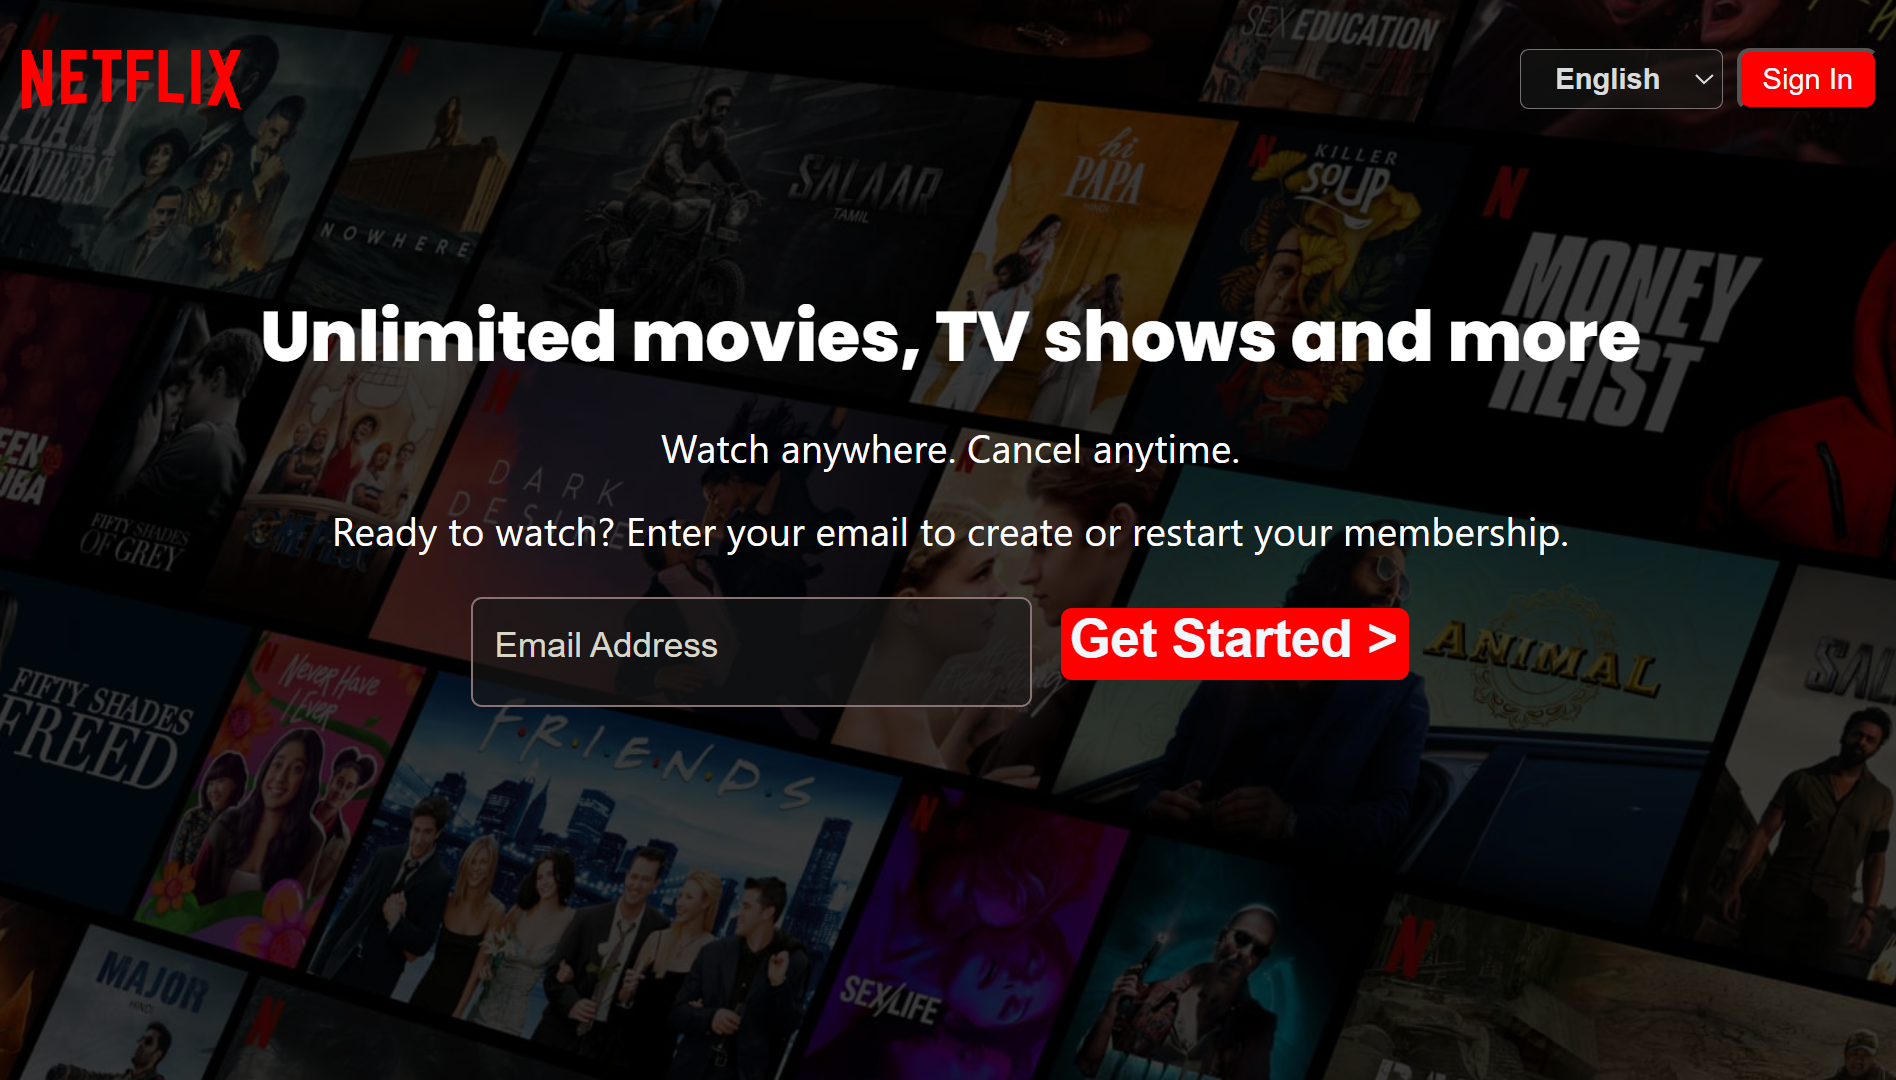 SEX EDUCATION
NETFLIX
English
Sign In
PEAKY
BLINDERS
NOWHERE
SALAAR
TAMIL
hi
PAPA
KILLER
SOUP
MONEY
HEIST
Unlimited movies, TV shows and more
Watch anywhere. Cancel anytime.
DARK
DESIRE
FIFTY SHADES
OF GREY
Ready to watch? Enter your email to create or restart your membership.
Email Address
Get Started >
ANIMAL
FIFTY SHADES
FREED
Never Have
I Ever
FRIENDS
MAJOR
HINDI
SEX/LIFE